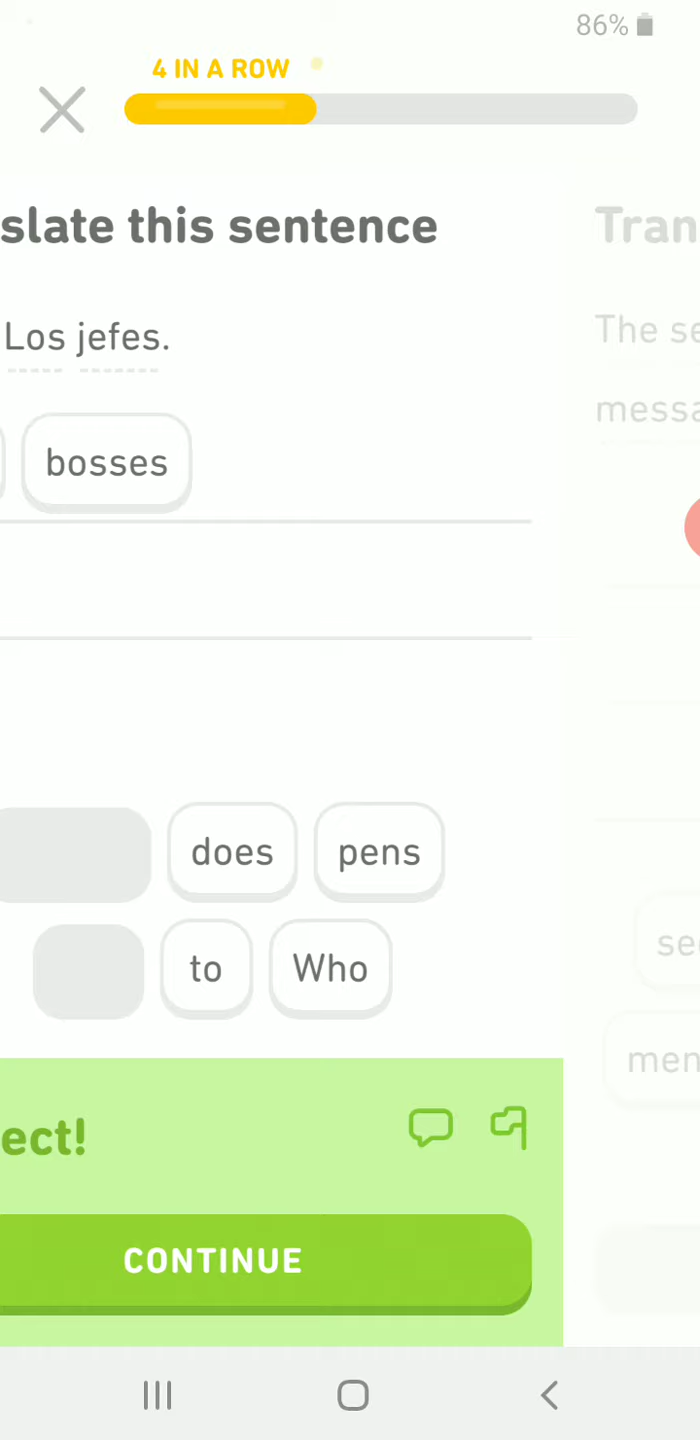 86%
4 IN A ROW
slate this sentence
Tran
Los jefes.
The se
messa
bosses
does pens
se
to Who
men
ect!
CONTINUE